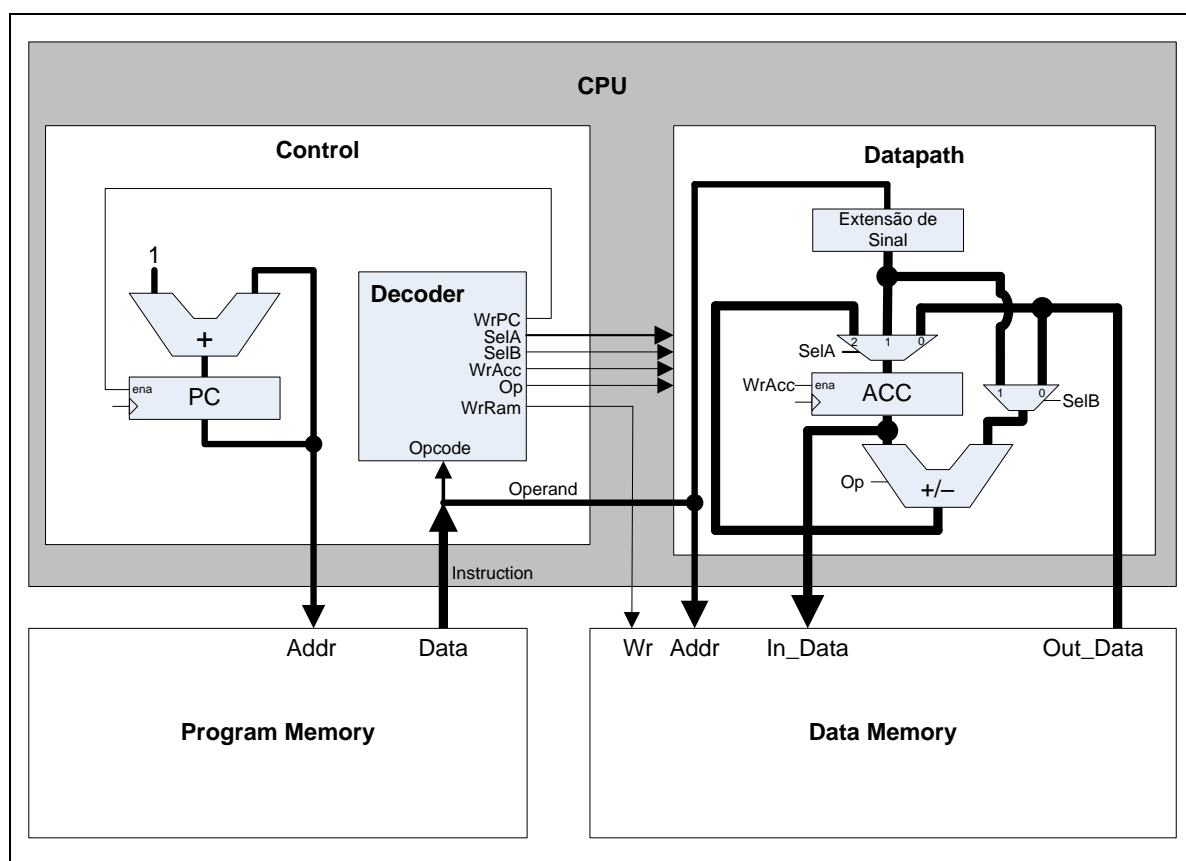 CPU
Control
1
+
ena
PC
Decoder
WrPC
SelA
SelB
WrAcc
Op
WrRam
Opcode
Operand
Instruction
Datapath
Extensão de
Sinal
2 1 0
SelA
WrAcc
ena
ACC
1 0
SelB
Op
+/–
Addr
Data
Program Memory
Wr
Addr
In_Data
Out_Data
Data Memory